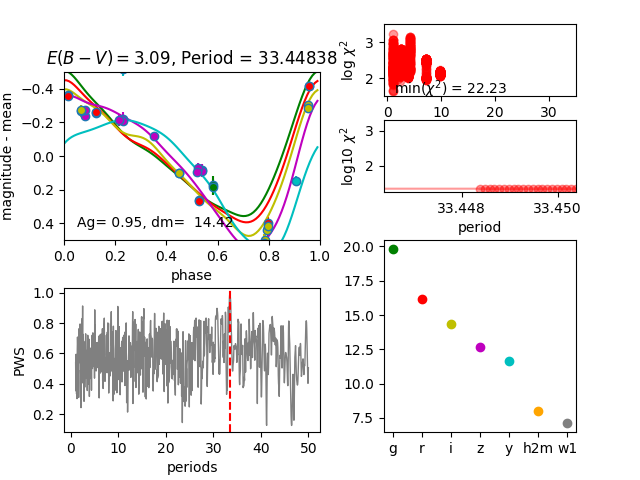 E(B − V) = 3.09, Period = 33.44838
−0.4
−0.2
0.0
0.2
0.4
magnitude - mean
Ag= 0.95, dm= 14.42
0.0 0.2 0.4 0.6 0.8 1.0
phase
3
2
log χ²
min(χ²) = 22.23
0 10 20 30
3
2
log10 χ²
33.448 33.450
period
1.0
0.8
0.6
0.4
0.2
PWS
0 10 20 30 40 50
periods
20.0
17.5
15.0
12.5
10.0
7.5
g r i z y h2m w1